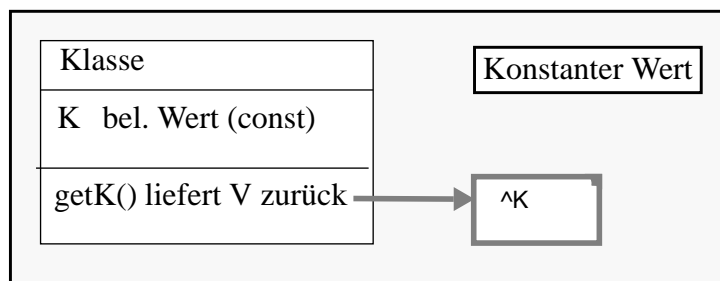 Klasse
Konstanter Wert
K bel. Wert (const)
getK() liefert V zurück
^K